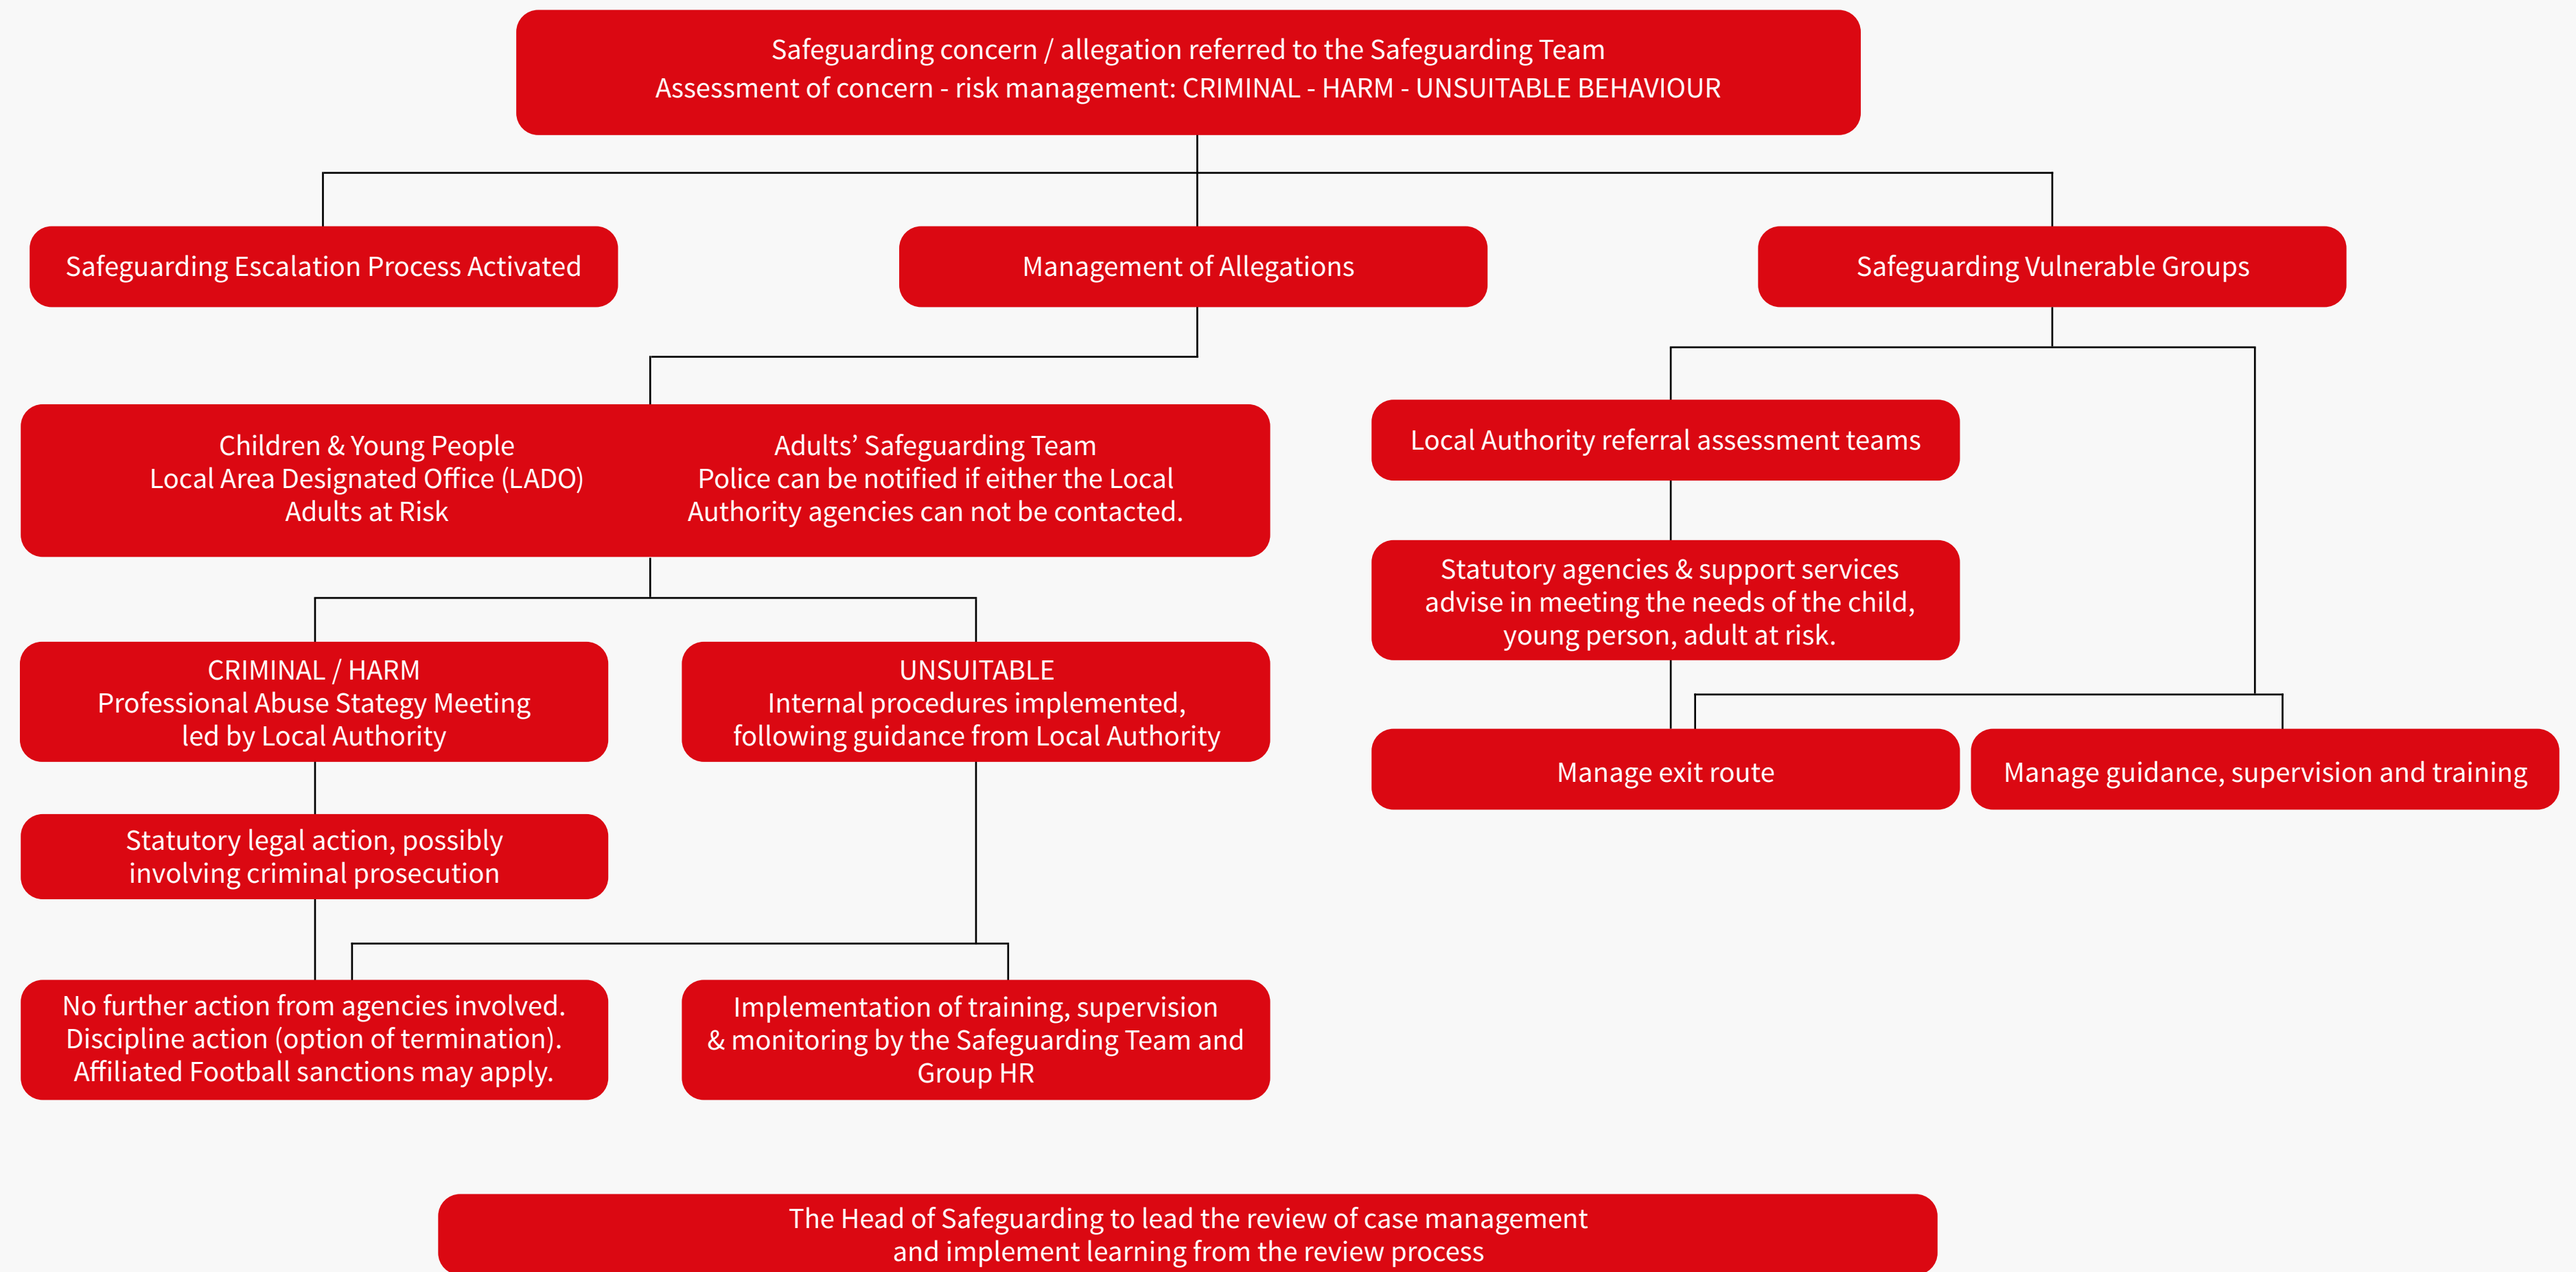 Safeguarding concern / allegation referred to the Safeguarding Team
Assessment of concern - risk management: CRIMINAL - HARM - UNSUITABLE BEHAVIOUR
Safeguarding Escalation Process Activated
Management of Allegations
Safeguarding Vulnerable Groups
Children & Young People
Local Area Designated Office (LADO)
Adults at Risk
Adults’ Safeguarding Team
Police can be notified if either the Local
Authority agencies can not be contacted.
Local Authority referral assessment teams
Statutory agencies & support services
advise in meeting the needs of the child,
young person, adult at risk.
CRIMINAL / HARM
Professional Abuse Stategy Meeting
led by Local Authority
UNSUITABLE
Internal procedures implemented,
following guidance from Local Authority
Manage exit route
Manage guidance, supervision and training
Statutory legal action, possibly
involving criminal prosecution
No further action from agencies involved.
Discipline action (option of termination).
Affiliated Football sanctions may apply.
Implementation of training, supervision
& monitoring by the Safeguarding Team and
Group HR
The Head of Safeguarding to lead the review of case management
and implement learning from the review process